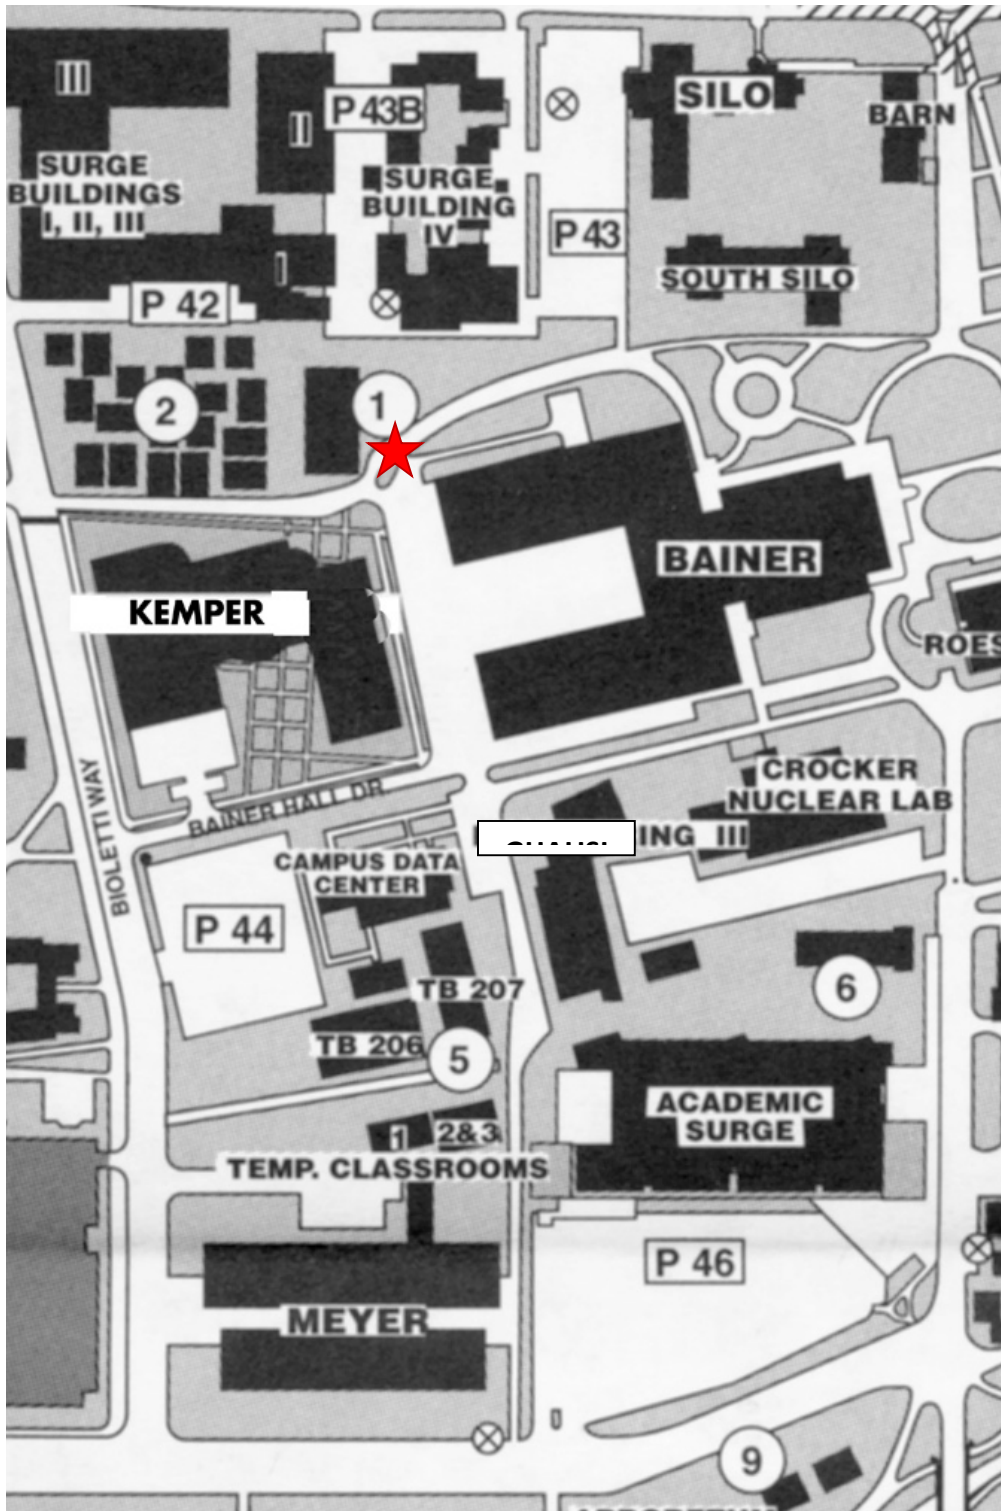 III
II
P 43B
SILO
BARN
SURGE
BUILDINGS
I, II, III
SURGE
BUILDING
IV
P 43
I
SOUTH SILO
P 42
2
1
BAINER
KEMPER
ROES
BIOLETTI WAY
BAINER HALL DR.
CROCKER
NUCLEAR LAB
ING III
CAMPUS DATA
CENTER
P 44
TB 207
6
TB 206
5
ACADEMIC
SURGE
1
2&3
TEMP. CLASSROOMS
P 46
MEYER
9